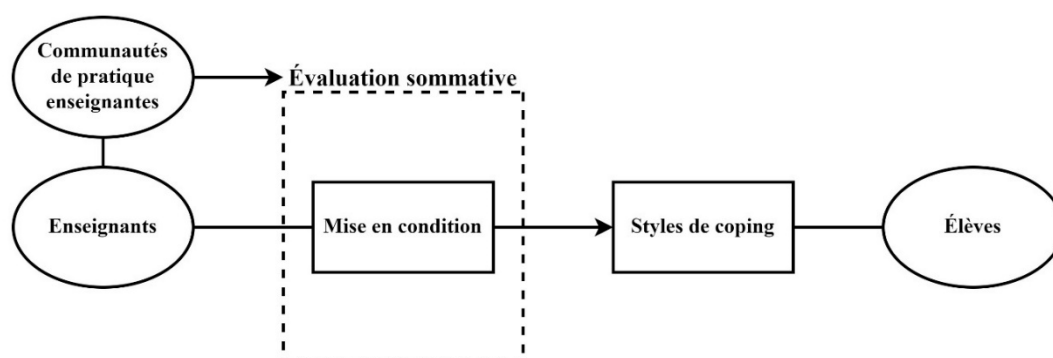 Communautés
de pratique
enseignantes
Évaluation sommative
Enseignants
Mise en condition
Styles de coping
Élèves